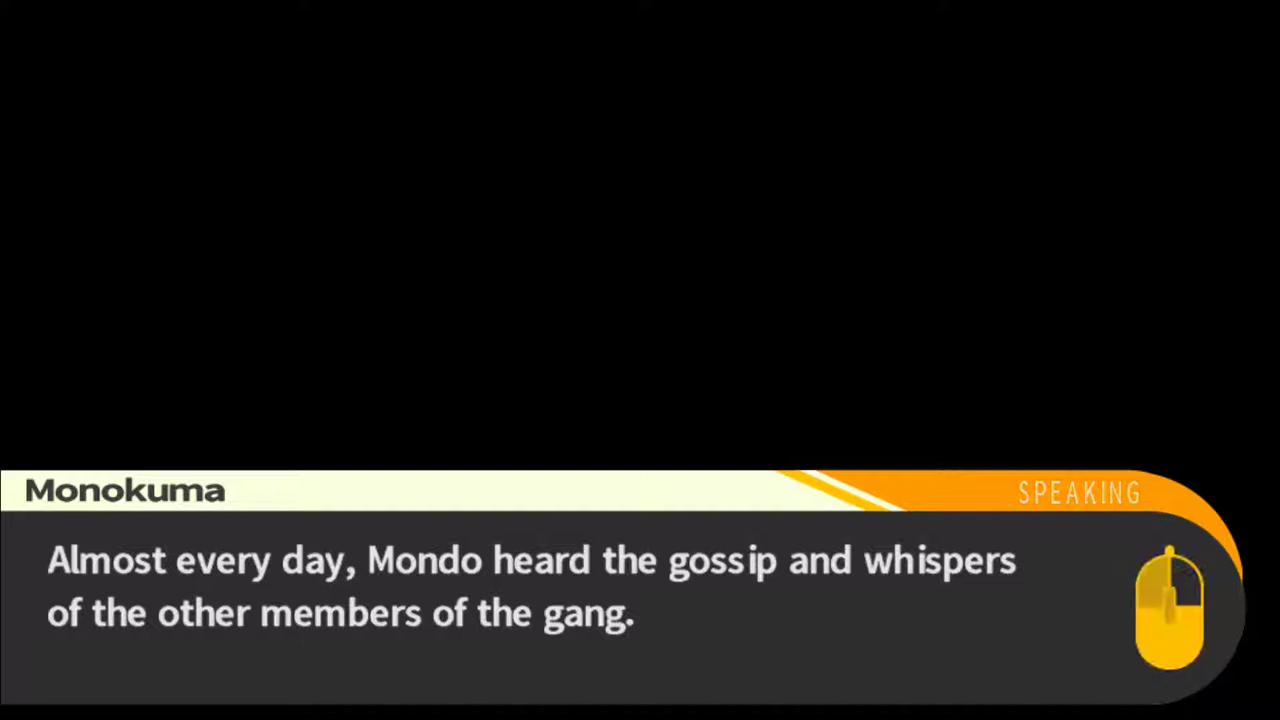 Monokuma
SPEAKING
Almost every day, Mondo heard the gossip and whispers
of the other members of the gang.